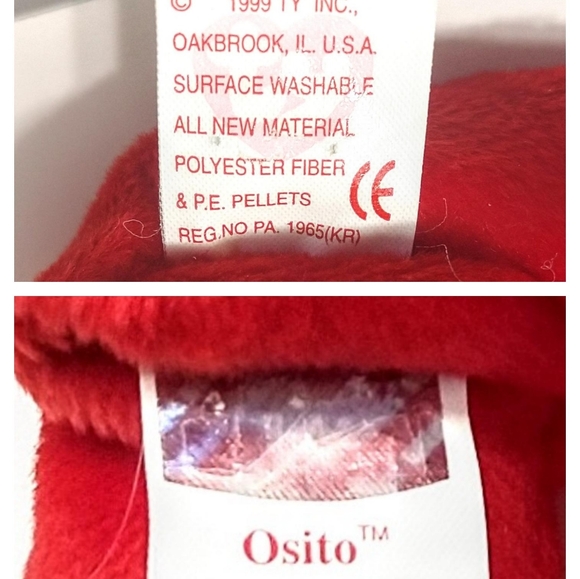 © 1999 TY INC.,
OAKBROOK, IL. U.S.A.
SURFACE WASHABLE
ALL NEW MATERIAL
POLYESTER FIBER
& P.E. PELLETS
CE
REG.NO PA. 1965(KR)
Osito™